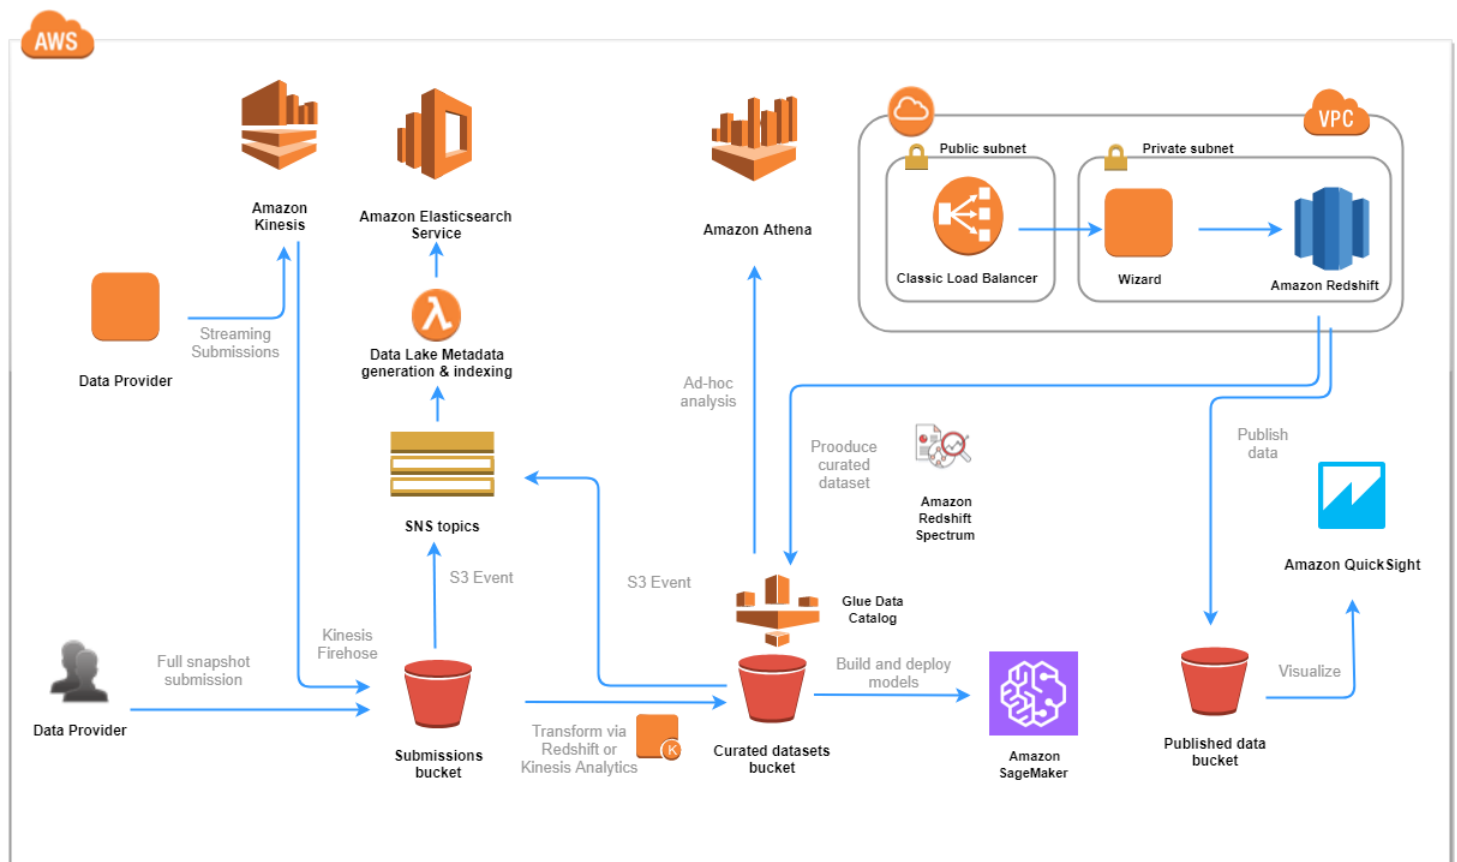 AWS
VPC
Public subnet
Private subnet
Amazon
Kinesis
Amazon Elasticsearch
Service
Amazon Athena
Classic Load Balancer
Wizard
Amazon Redshift
Streaming
Submissions
Data Provider
Data Lake Metadata
generation & indexing
Ad-hoc
analysis
Prooduce
curated
dataset
Publish
data
Amazon
Redshift
Spectrum
SNS topics
Amazon QuickSight
S3 Event
S3 Event
Glue Data
Catalog
Kinesis
Firehose
Full snapshot
submission
Data Provider
Build and deploy
models
Visualize
Submissions
bucket
Transform via
Redshift or
Kinesis Analytics
K
Curated datasets
bucket
Amazon
SageMaker
Published data
bucket